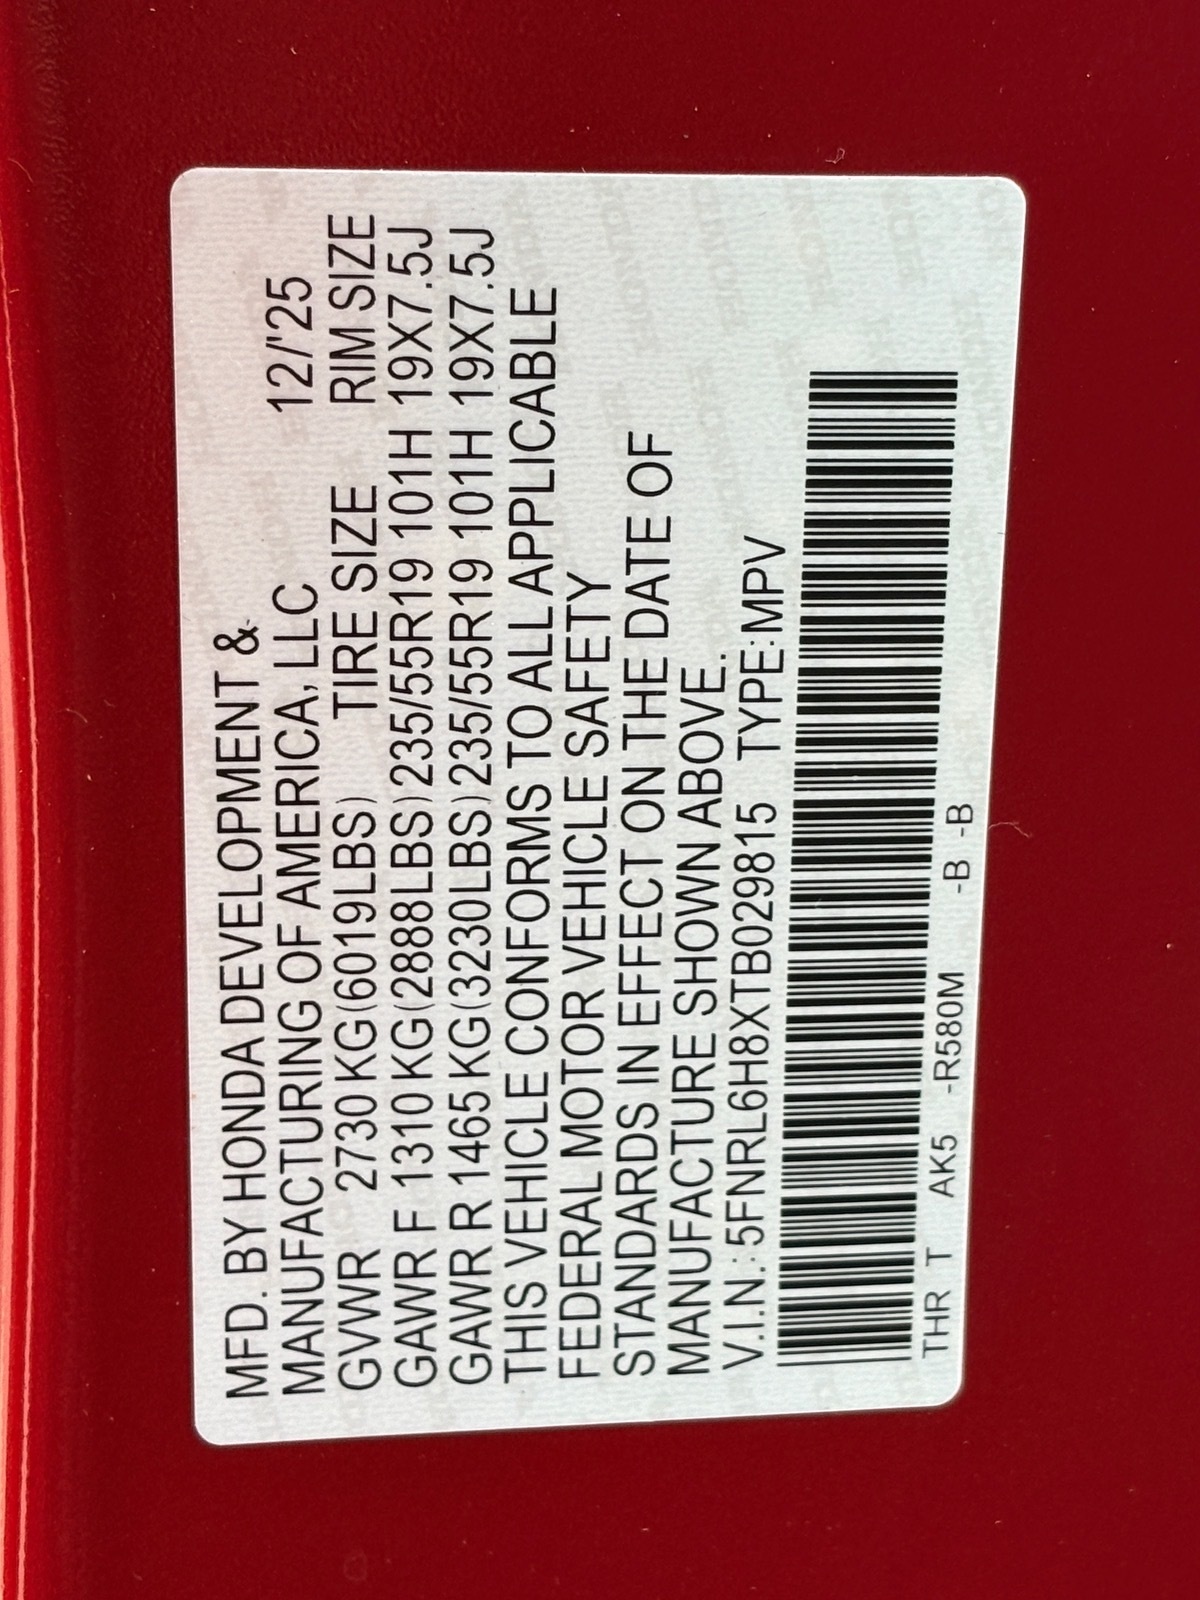 MFD. BY HONDA DEVELOPMENT &
MANUFACTURING OF AMERICA, LLC 12/'25
GVWR 2730 KG(6019LBS) TIRE SIZE RIM SIZE
GAWR F 1310 KG(2888LBS)235/55R19 101H 19X7.5J
GAWR R 1465 KG(3230LBS)235/55R19 101H 19X7.5J
THIS VEHICLE CONFORMS TO ALL APPLICABLE
FEDERAL MOTOR VEHICLE SAFETY
STANDARDS IN EFFECT ON THE DATE OF
MANUFACTURE SHOWN ABOVE.
V.I.N.:5FNRL6H8XTB029815 TYPE:MPV
THR T AK5 -R580M -B -B